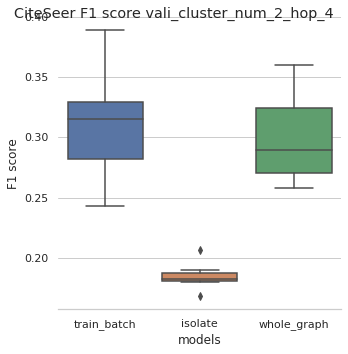 CiteSeer F1 score vali_cluster_num_2_hop_4
0.40
0.35
0.30
0.25
0.20
F1 score
train_batch
isolate
whole_graph
models